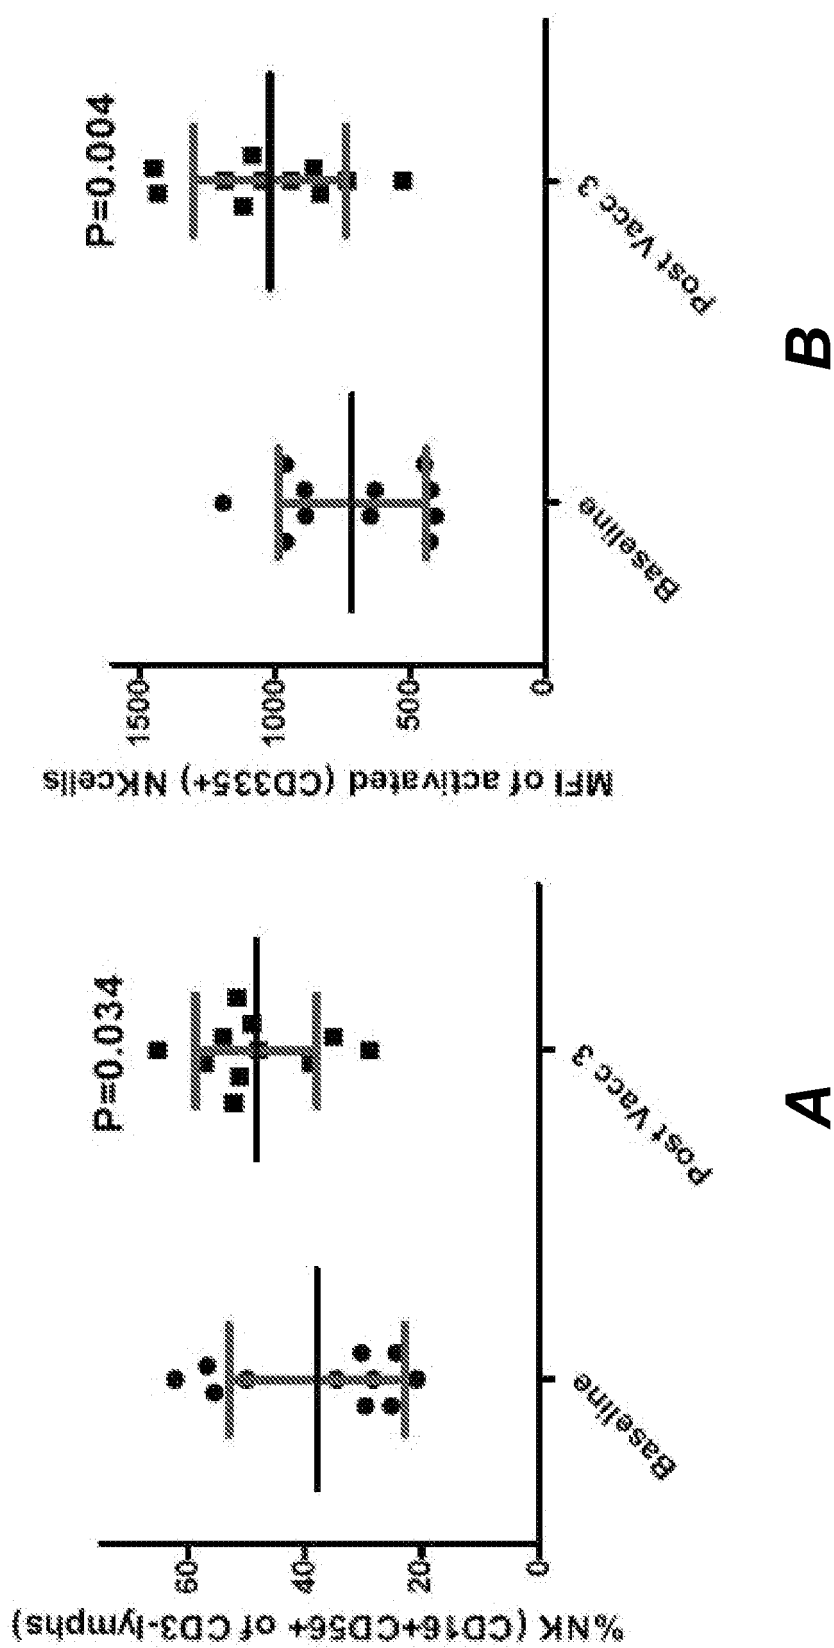 %NK (CD16+CD56+ of CD3-lymphs)
60
40
20
0
P=0.034
Baseline
Post Vacc 3
A
MFI of activated (CD335+) NKcells
1500
1000
500
0
P=0.004
Baseline
Post Vacc 3
B